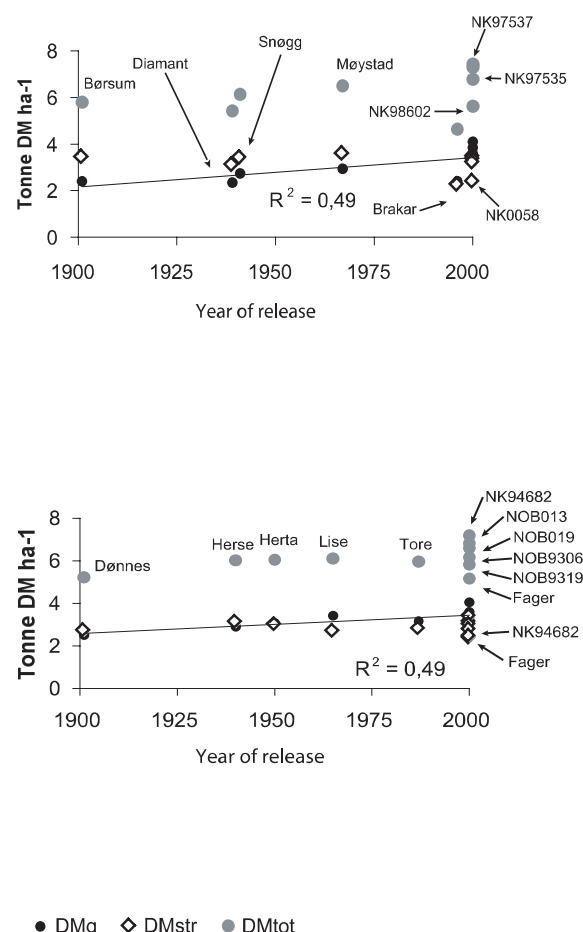 NK97537
Snøgg
8
Diamant
Møystad
Børsum
NK97535
6
NK98602
4
2
R2 = 0,49
Brakar
NK0058
0
Tonne DM ha-1
1900 1925 1950 1975 2000
Year of release
NK94682
8
NOB013
NOB019
Herse Herta Lise Tore
6
Dønnes
NOB9306
NOB9319
Fager
4
NK94682
2
R2 = 0,49
Fager
0
Tonne DM ha-1
1900 1925 1950 1975 2000
Year of release
DMg DMstr DMtot